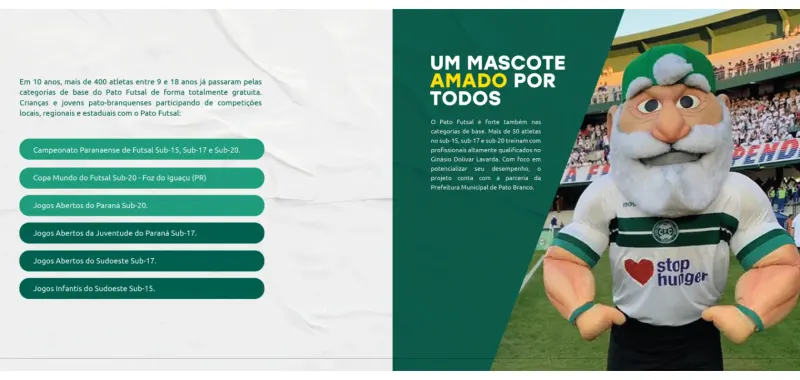 Em 10 anos, mais de 400 atletas entre 9 e 18 anos já passaram pelas
categorias de base do Pato Futsal de forma totalmente gratuita.
Crianças e jovens pato-branquenses participando de competições
locais, regionais e estaduais com o Pato Futsal:
Campeonato Paranaense de Futsal Sub-15, Sub-17 e Sub-20.
Copa Mundo do Futsal Sub-20 - Foz do Iguaçu (PR)
Jogos Abertos do Paraná Sub-20.
Jogos Abertos da Juventude do Paraná Sub-17.
Jogos Abertos do Sudoeste Sub-17.
Jogos Infantis do Sudoeste Sub-15.
UM MASCOTE
AMADO POR
TODOS
O Pato Futsal é forte também nas
categorias de base. Mais de 50 atletas
no sub-15, sub-17 e sub-20 treinam com
profissionais altamente qualificados no
Ginásio Dolivar Lavarda. Com foco em
potencializar seu desempenho, o
projeto conta com a parceria da
Prefeitura Municipal de Pato Branco.
stop
hunger